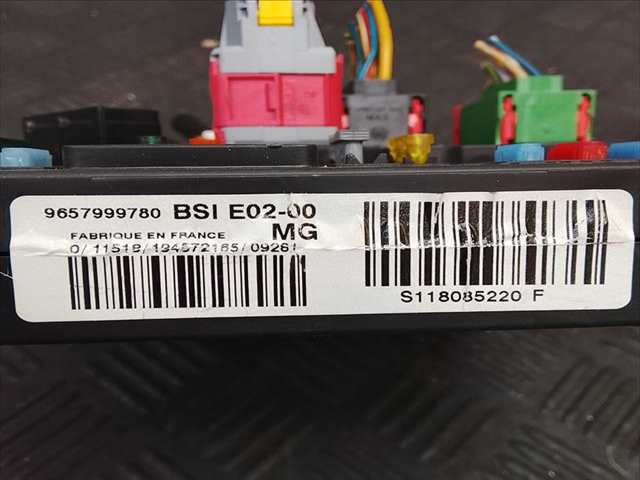 9657999780 BSI E02-00
FABRIQUE EN FRANCE MG
S118085220 F